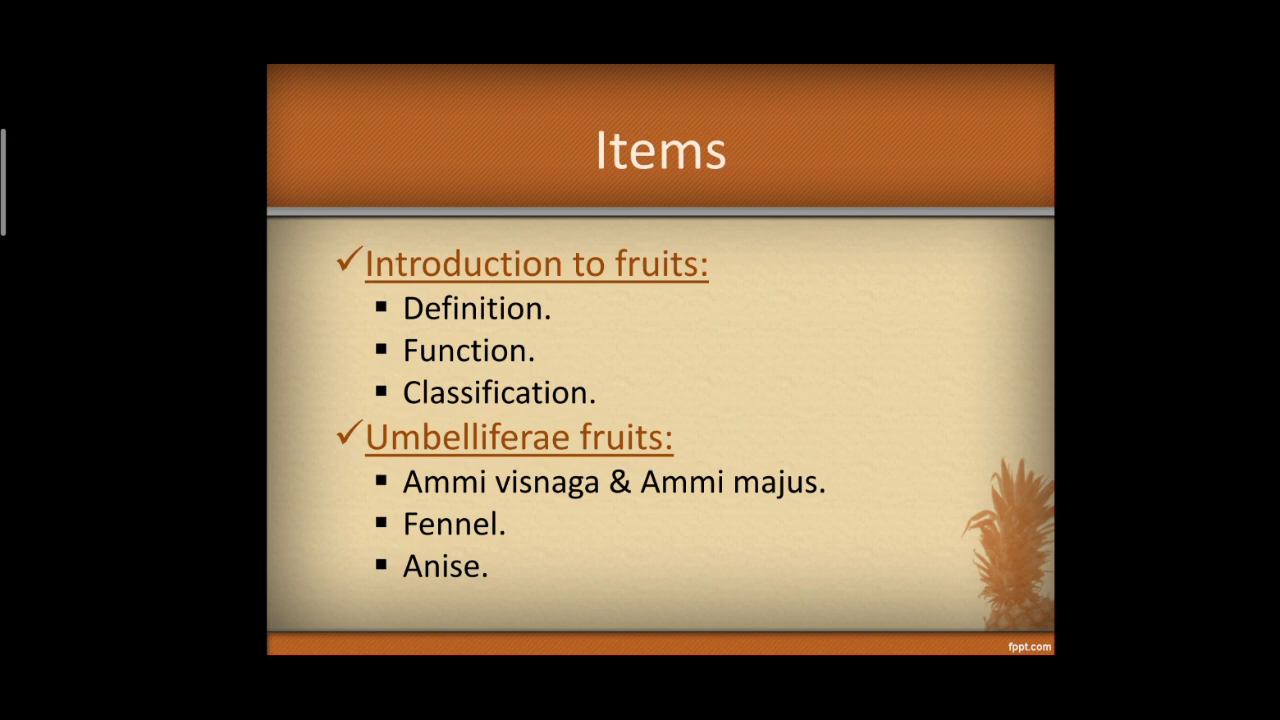 Items
✓Introduction to fruits:
▪ Definition.
▪ Function.
▪ Classification.
✓Umbelliferae fruits:
▪ Ammi visnaga & Ammi majus.
▪ Fennel.
▪ Anise.
fppt.com